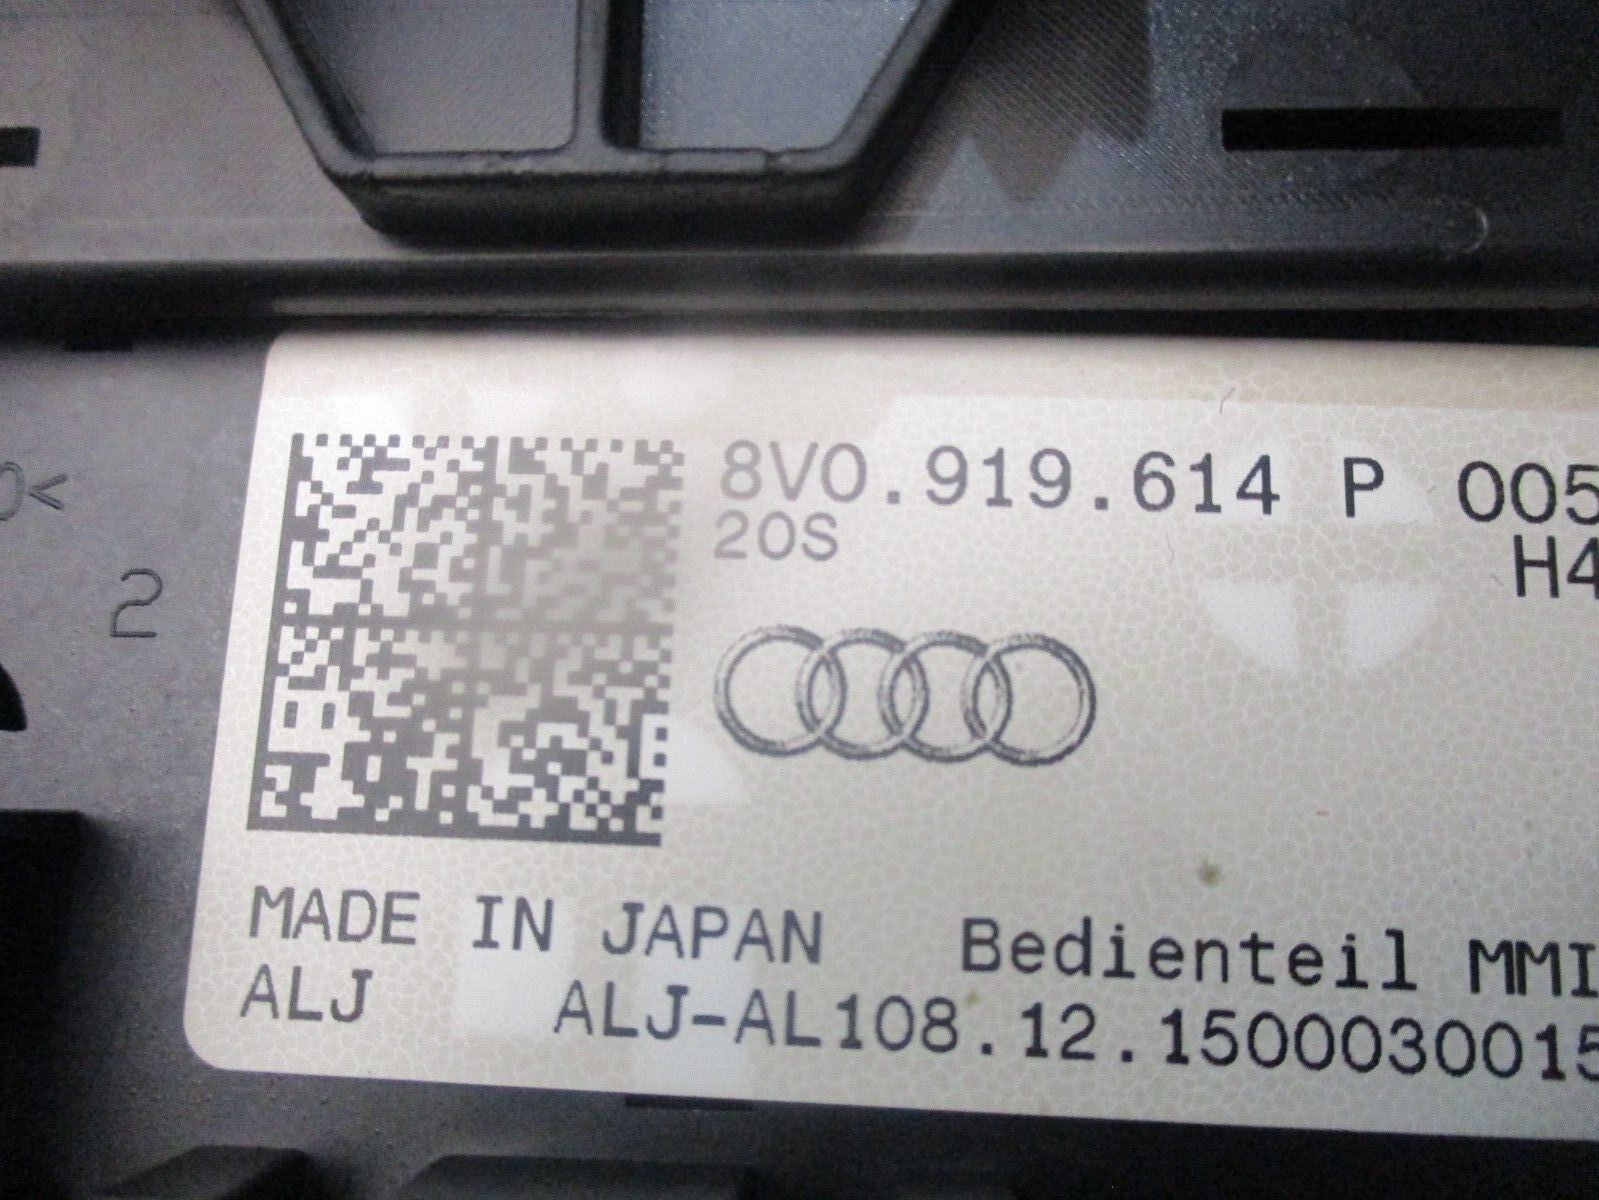 8V0.919.614 P 005
20S
H4
2
MADE IN JAPAN Bedienteil MMI
ALJ ALJ-AL108.12.1500030015